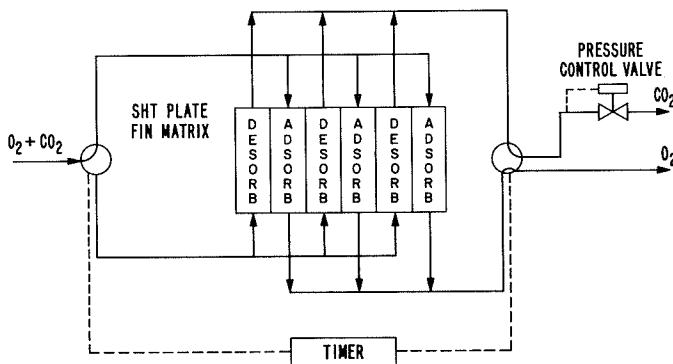 PRESSURE
CONTROL VALVE
CO₂
SHT PLATE
FIN MATRIX
O₂ + CO₂
DESORB
ADSORB
DESORB
ADSORB
DESORB
ADSORB
O₂
TIMER